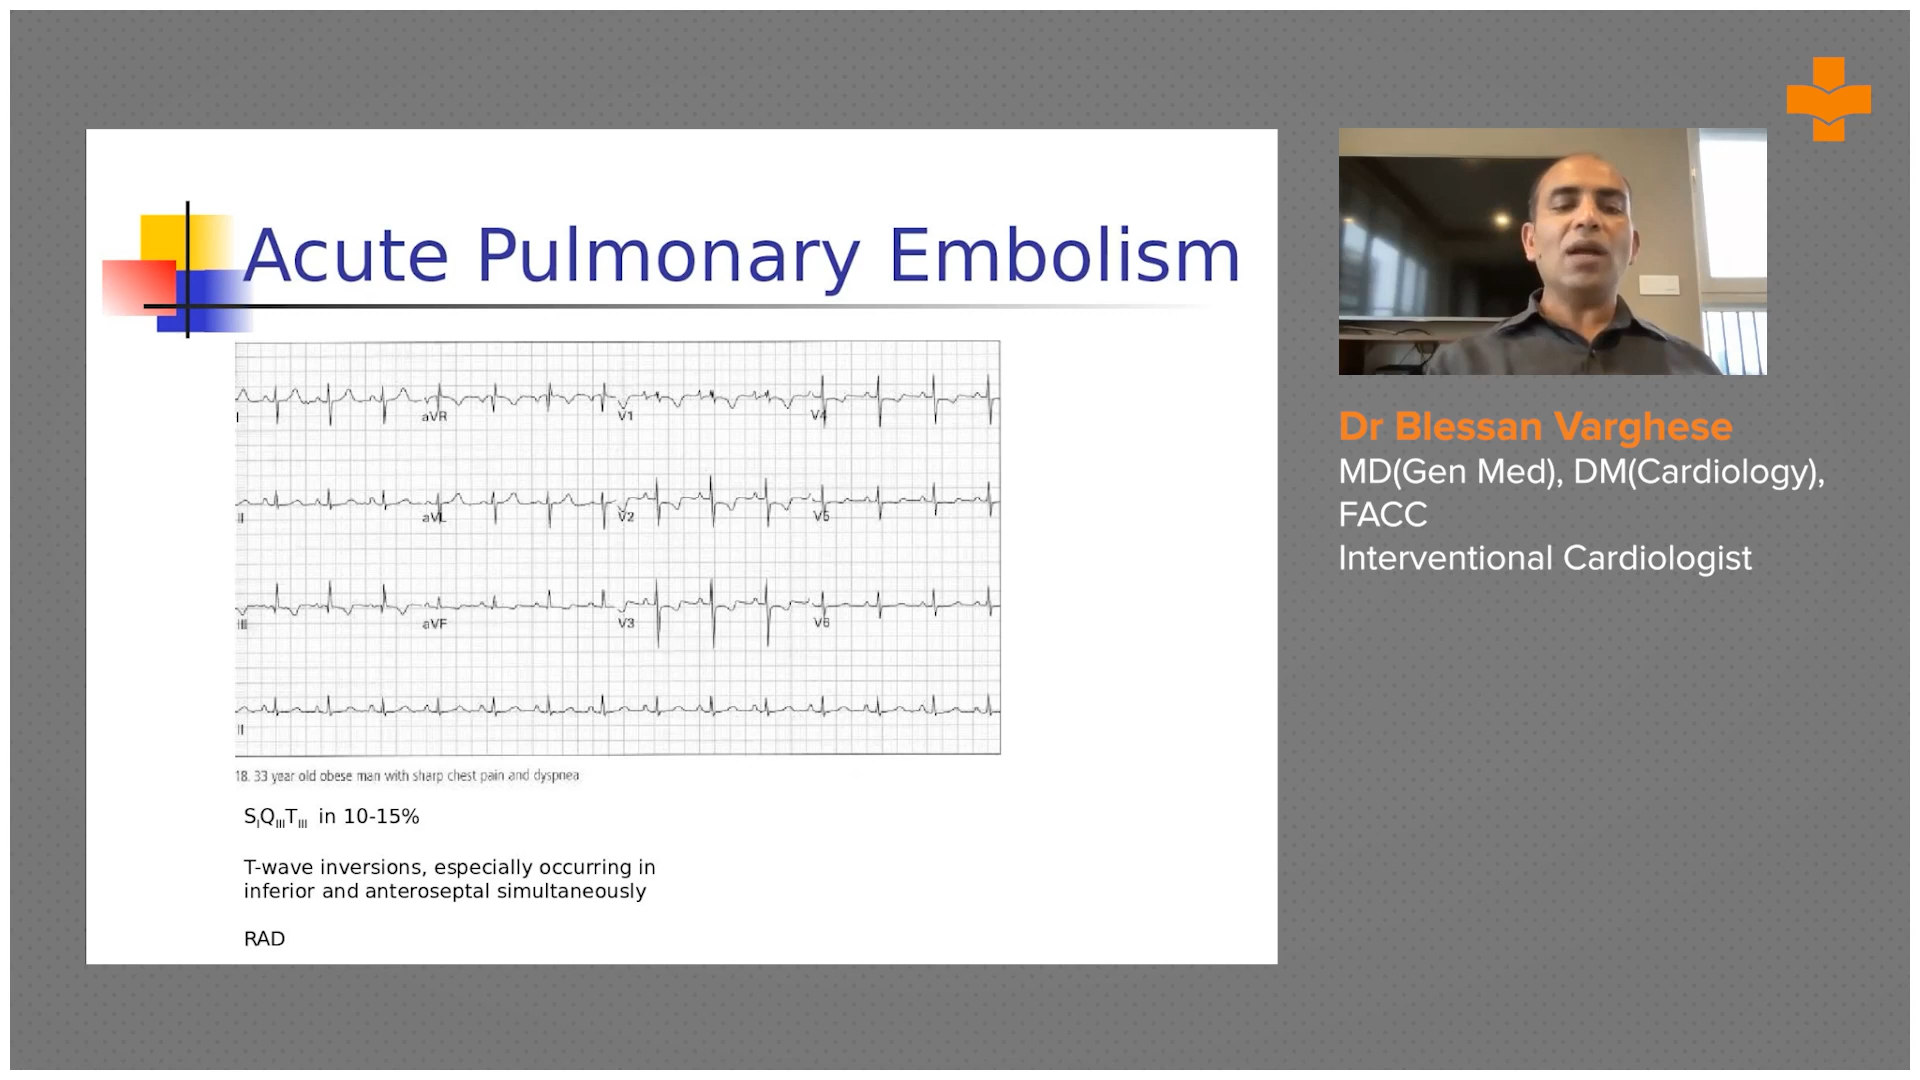 Acute Pulmonary Embolism
I aVR V1 V4
II aVL V2 V5
III aVF V3 V6
II
18. 33 year old obese man with sharp chest pain and dyspnea
SIQIIITIII in 10-15%
T-wave inversions, especially occurring in
inferior and anteroseptal simultaneously
RAD
Dr Blessan Varghese
MD(Gen Med), DM(Cardiology),
FACC
Interventional Cardiologist